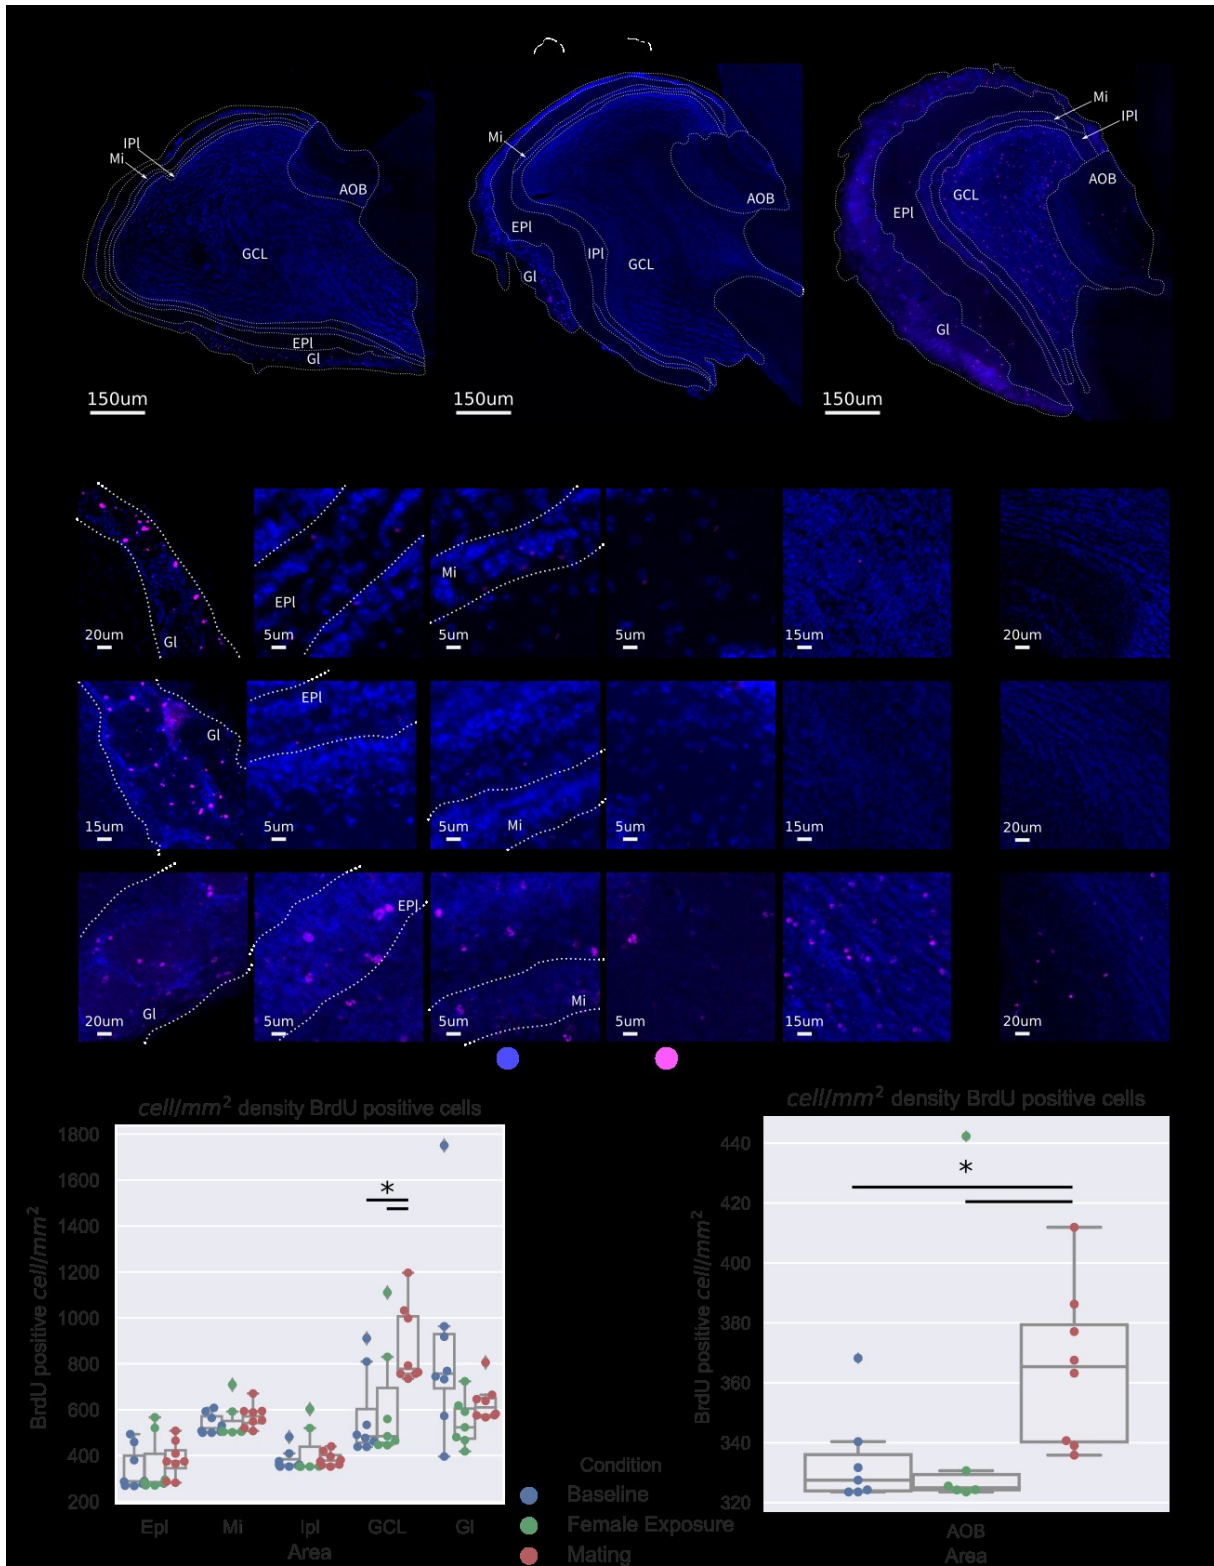 IPl
Mi
AOB
GCL
EPl
Gl
150um
Mi
AOB
EPl
IPl
GCL
Gl
150um
Mi
IPl
AOB
GCL
EPl
Gl
150um
20um
Gl
EPl
5um
Mi
5um
5um
15um
20um
Gl
15um
EPl
5um
Mi
5um
5um
15um
20um
Gl
20um
EPl
5um
Mi
5um
5um
15um
20um
cell/mm² density BrdU positive cells
BrdU positive cell/mm²
1800
1600
1400
1200
1000
800
600
400
200
*
Epl Mi Ipl GCL Gl
Area
Condition
Baseline
Female Exposure
Mating
cell/mm² density BrdU positive cells
BrdU positive cell/mm²
440
420
400
380
360
340
320
*
AOB
Area